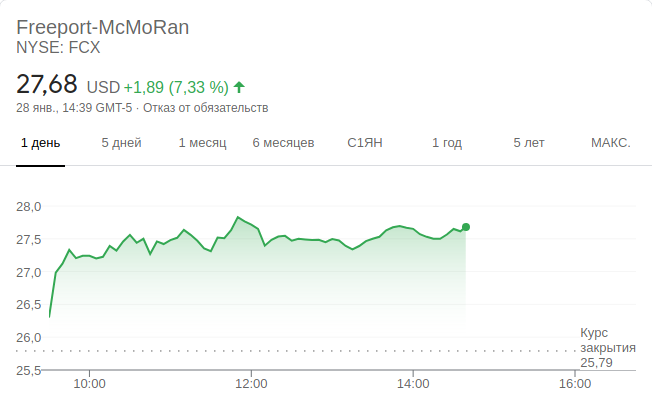 Freeport-McMoRan
NYSE: FCX
27,68 USD +1,89 (7,33 %)
28 янв., 14:39 GMT-5 · Отказ от обязательств
1 день 5 дней 1 месяц 6 месяцев С1ЯН 1 год 5 лет МАКС.
28,0
27,5
27,0
26,5
26,0
Курс
закрытия
25,79
25,5
10:00 12:00 14:00 16:00